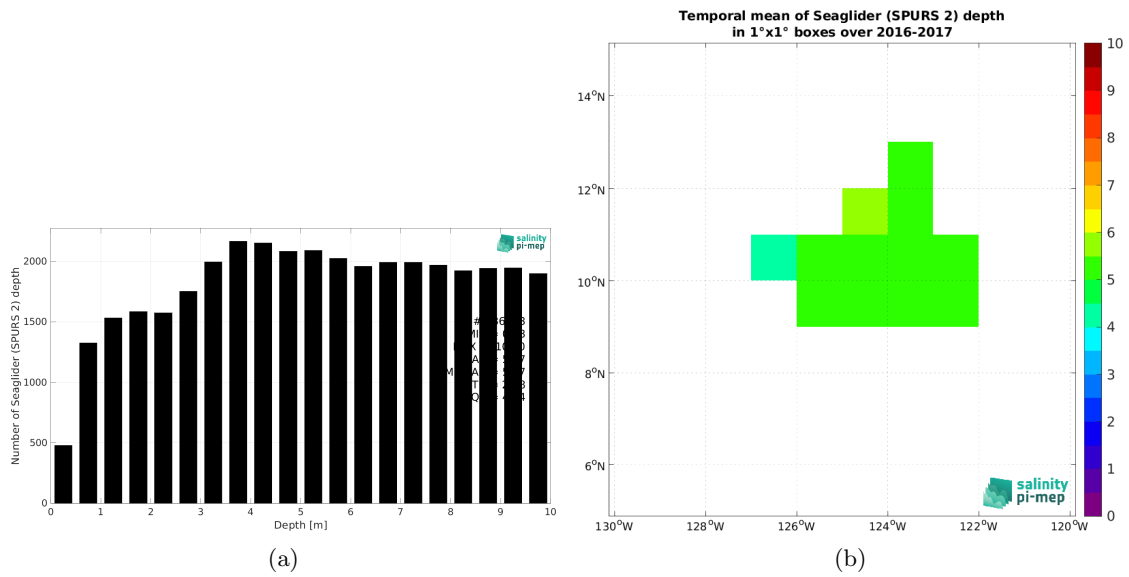 Temporal mean of Seaglider (SPURS 2) depth
in 1°x1° boxes over 2016-2017
Number of Seaglider (SPURS 2) depth
2000
1500
1000
500
0
salinity
pi-mep
0 1 2 3 4 5 6 7 8 9 10
Depth [m]
(a)
14°N
12°N
10°N
8°N
6°N
130°W 128°W 126°W 124°W 122°W 120°W
salinity
pi-mep
10
9
8
7
6
5
4
3
2
1
0
(b)